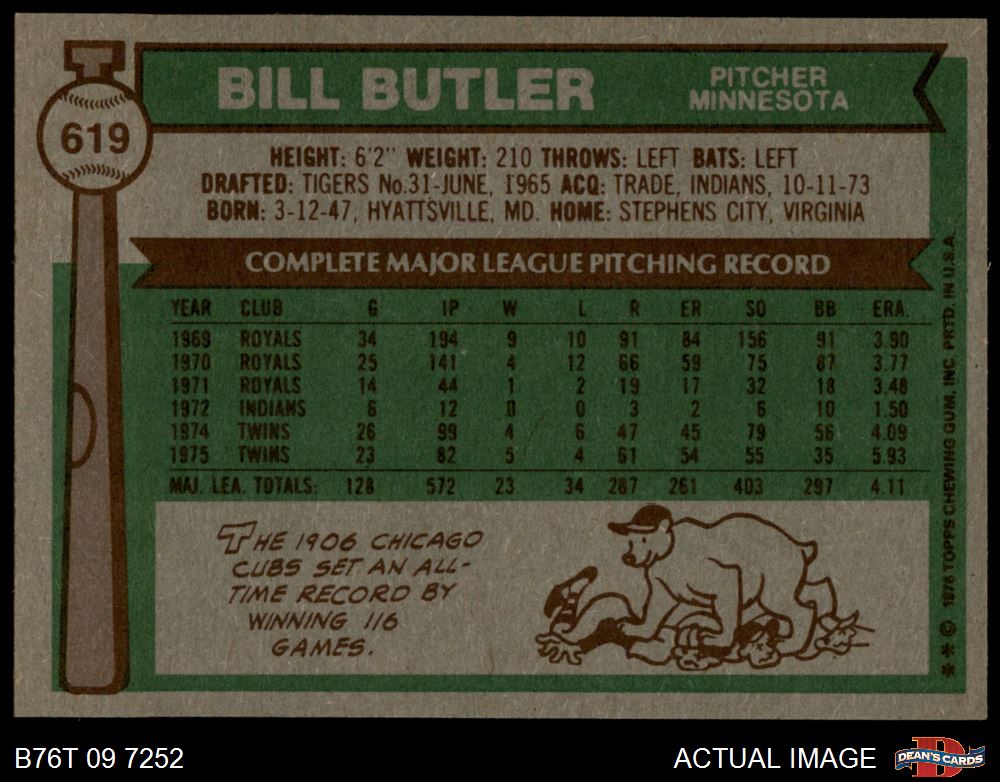 619
BILL BUTLER
PITCHER
MINNESOTA
HEIGHT: 6'2" WEIGHT: 210 THROWS: LEFT BATS: LEFT
DRAFTED: TIGERS No.31-JUNE, 1965 ACQ: TRADE, INDIANS, 10-11-73
BORN: 3-12-47, HYATTSVILLE, MD. HOME: STEPHENS CITY, VIRGINIA
COMPLETE MAJOR LEAGUE PITCHING RECORD
YEAR CLUB G IP W L R ER SO BB ERA.
1969 ROYALS 34 194 9 10 91 84 156 91 3.90
1970 ROYALS 25 141 4 12 66 59 75 87 3.77
1971 ROYALS 14 44 1 2 19 17 32 18 3.48
1972 INDIANS 6 12 0 0 3 2 6 10 1.50
1974 TWINS 26 99 4 6 47 45 79 56 4.09
1975 TWINS 23 82 5 4 61 54 55 35 5.93
MAJ. LEA. TOTALS: 128 572 23 34 287 261 403 297 4.11
THE 1906 CHICAGO
CUBS SET AN ALL-
TIME RECORD BY
WINNING 116
GAMES.
** © 1976 TOPPS CHEWING GUM, INC. PRTD. IN U.S.A.
B76T 09 7252
ACTUAL IMAGE
D
DEAN'S CARDS